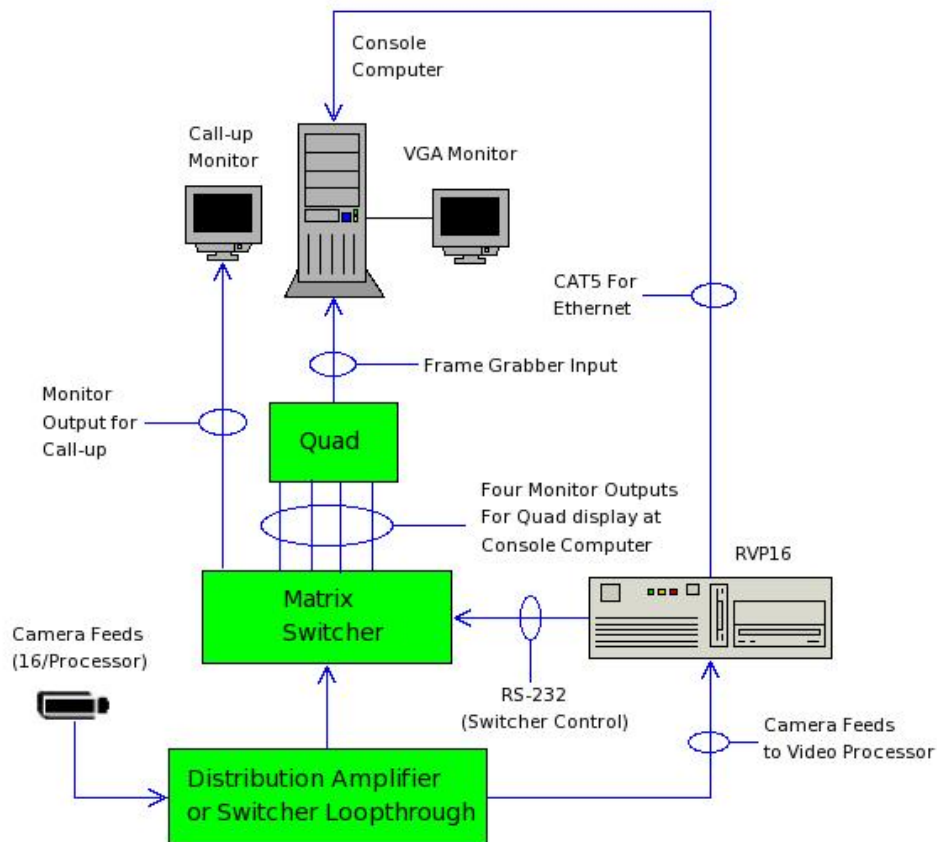 Console
Computer
Call-up
Monitor
VGA Monitor
CAT5 For
Ethernet
Frame Grabber Input
Monitor
Output for
Call-up
Quad
Four Monitor Outputs
For Quad display at
Console Computer
RVP16
Matrix
Switcher
Camera Feeds
(16/Processor)
RS-232
(Switcher Control)
Camera Feeds
to Video Processor
Distribution Amplifier
or Switcher Loopthrough